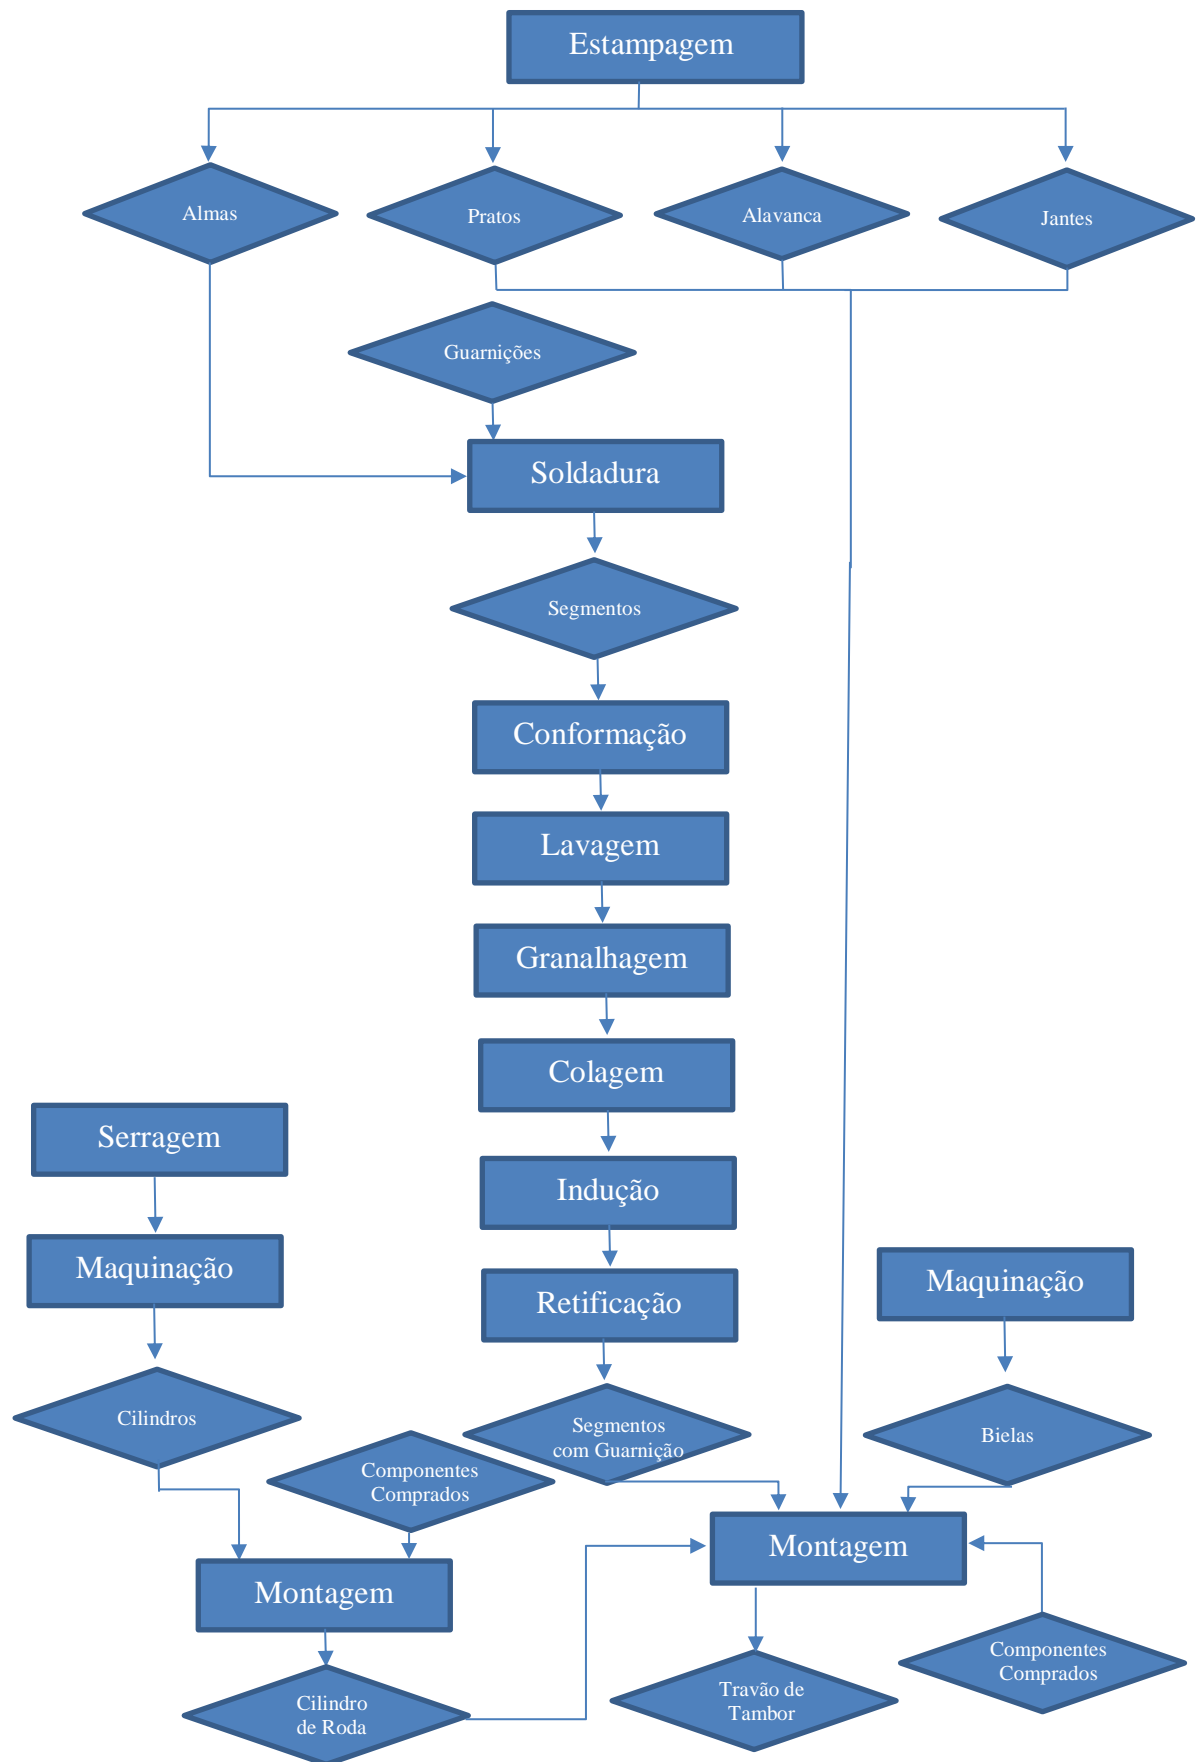 Estampagem
Almas
Pratos
Alavanca
Jantes
Guarnições
Soldadura
Segmentos
Conformação
Lavagem
Granalhagem
Colagem
Serragem
Indução
Maquinação
Retificação
Maquinação
Cilindros
Segmentos
com Guarnição
Bielas
Componentes
Comprados
Montagem
Montagem
Componentes
Comprados
Cilindro
de Roda
Travão de
Tambor